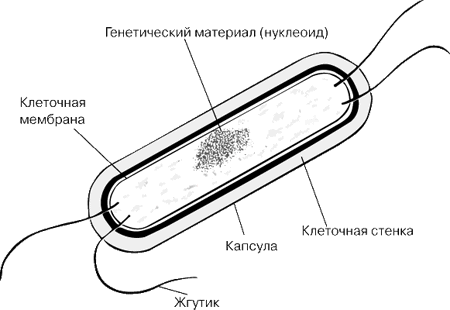 Генетический материал (нуклеоид)
Клеточная
мембрана
Клеточная стенка
Капсула
Жгутик